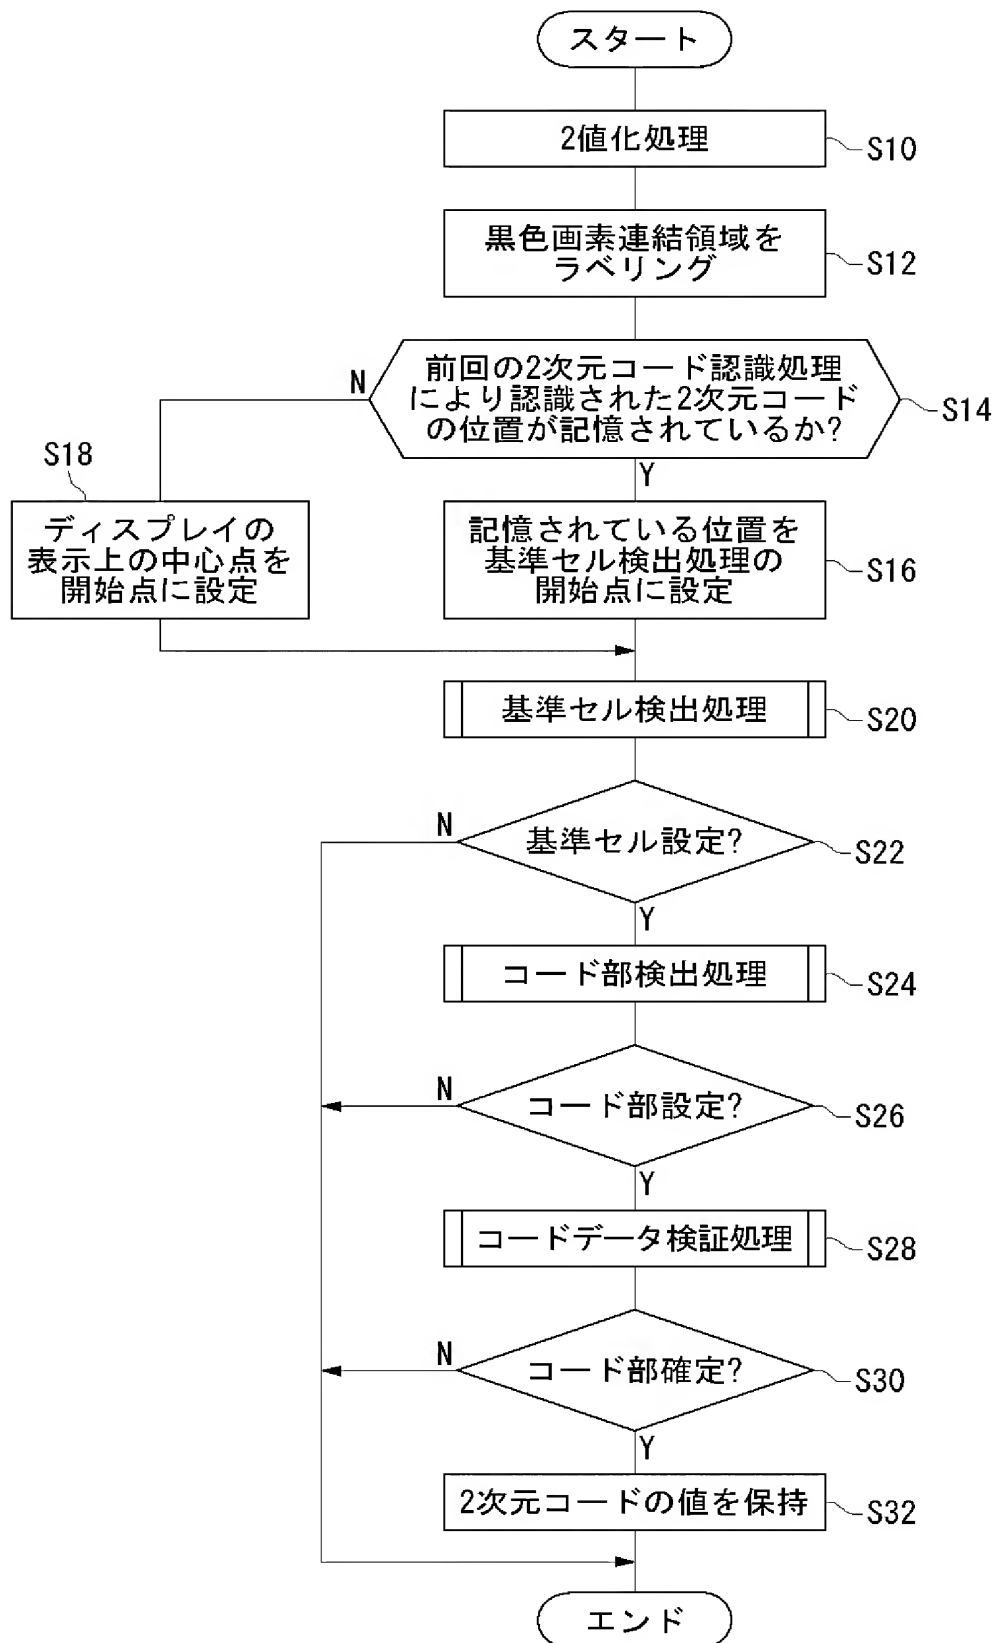 スタート
2値化処理
S10
黒色画素連結領域を
ラベリング
S12
前回の2次元コード認識処理
により認識された2次元コード
の位置が記憶されているか?
S14
N
Y
S18
ディスプレイの
表示上の中心点を
開始点に設定
記憶されている位置を
基準セル検出処理の
開始点に設定
S16
基準セル検出処理
S20
基準セル設定?
S22
N
Y
コード部検出処理
S24
コード部設定?
S26
N
Y
コードデータ検証処理
S28
コード部確定?
S30
N
Y
2次元コードの値を保持
S32
エンド